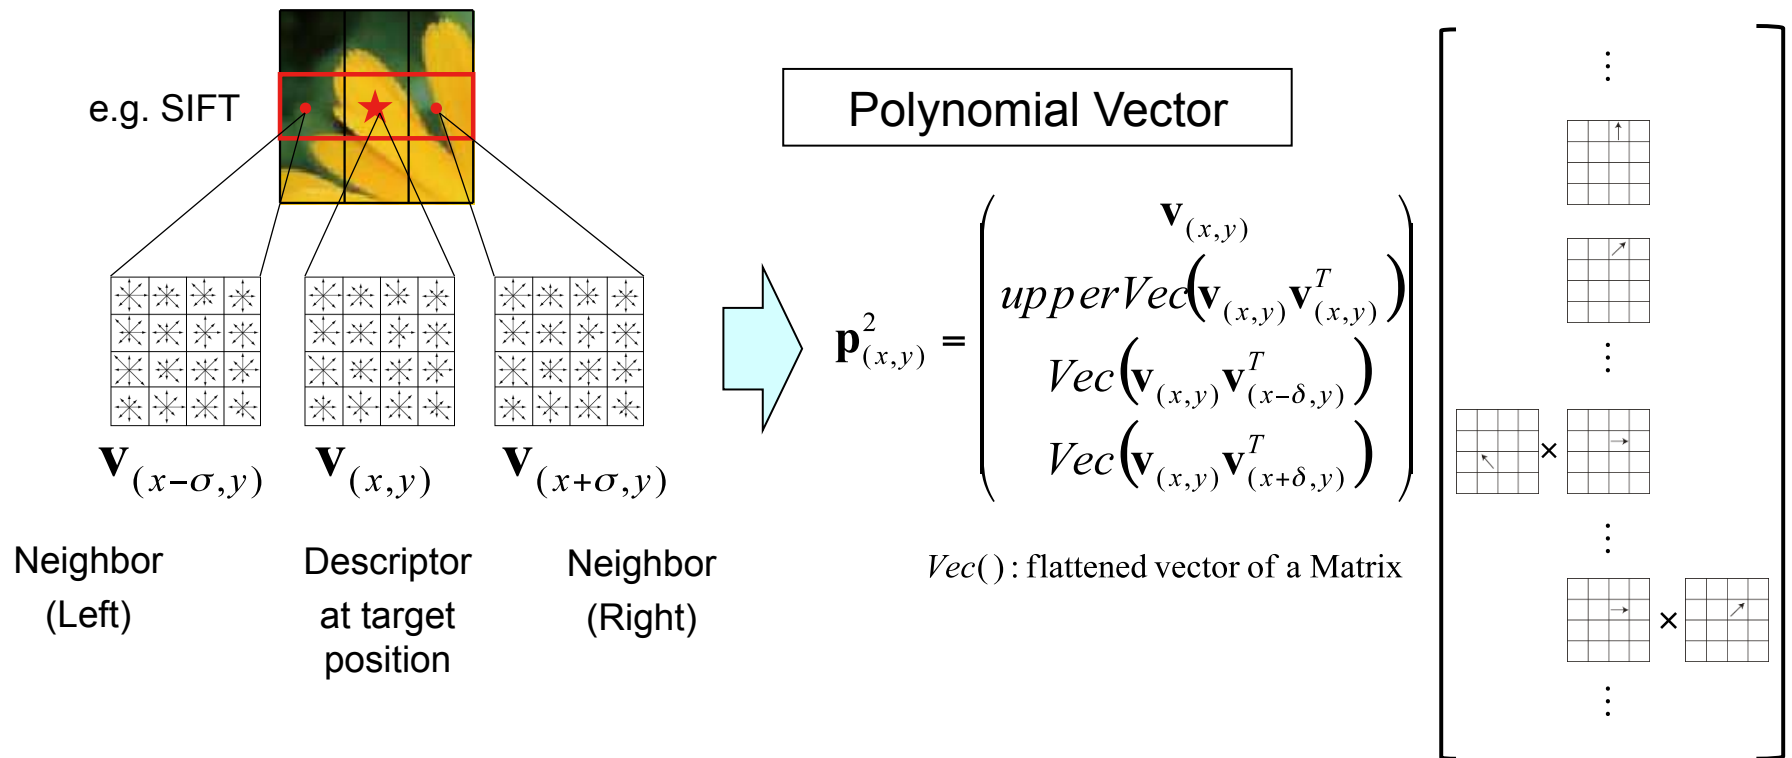 e.g. SIFT
Polynomial Vector
v(x−σ,y)
v(x,y)
v(x+σ,y)
Neighbor
(Left)
Descriptor
at target
position
Neighbor
(Right)
p²(x,y) =
v(x,y)
upperVec(v(x,y)vᵀ(x,y))
Vec(v(x,y)vᵀ(x−δ,y))
Vec(v(x,y)vᵀ(x+δ,y))
Vec() : flattened vector of a Matrix
⋮
⋮
×
⋮
×
⋮